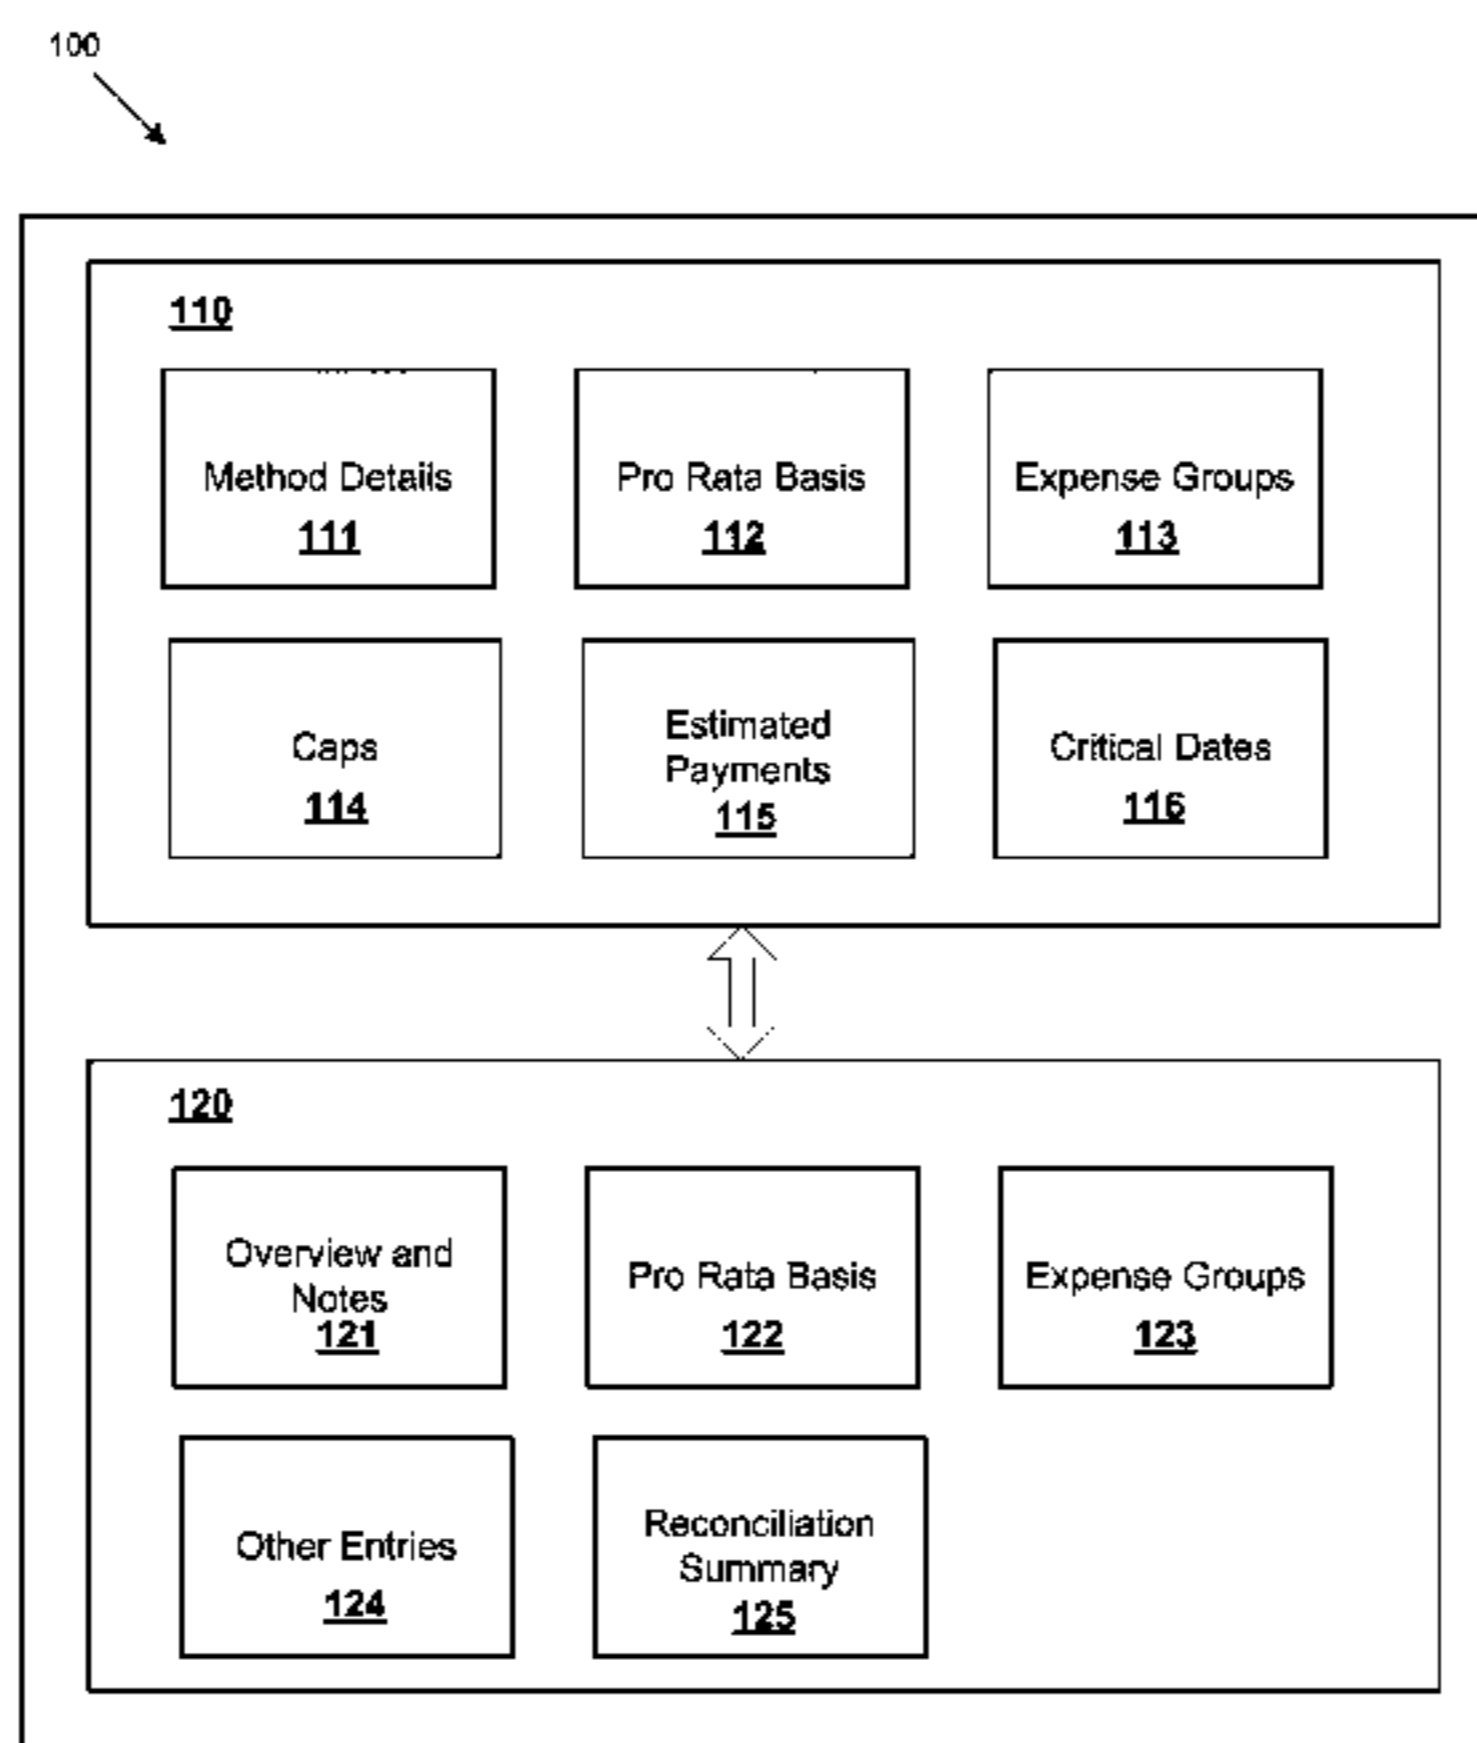 100
110
Method Details
111
Pro Rata Basis
112
Expense Groups
113
Caps
114
Estimated
Payments
115
Critical Dates
116
120
Overview and
Notes
121
Pro Rata Basis
122
Expense Groups
123
Other Entries
124
Reconciliation
Summary
125